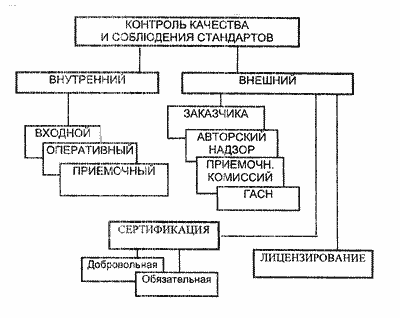 КОНТРОЛЬ КАЧЕСТВА
И СОБЛЮДЕНИЯ СТАНДАРТОВ
ВНУТРЕННИЙ
ВНЕШНИЙ
ВХОДНОЙ
ОПЕРАТИВНЫЙ
ПРИЕМОЧНЫЙ
ЗАКАЗЧИКА
АВТОРСКИЙ
НАДЗОР
ПРИЕМОЧН.
КОМИССИЙ
ГАСН
СЕРТИФИКАЦИЯ
Добровольная
Обязательная
ЛИЦЕНЗИРОВАНИЕ